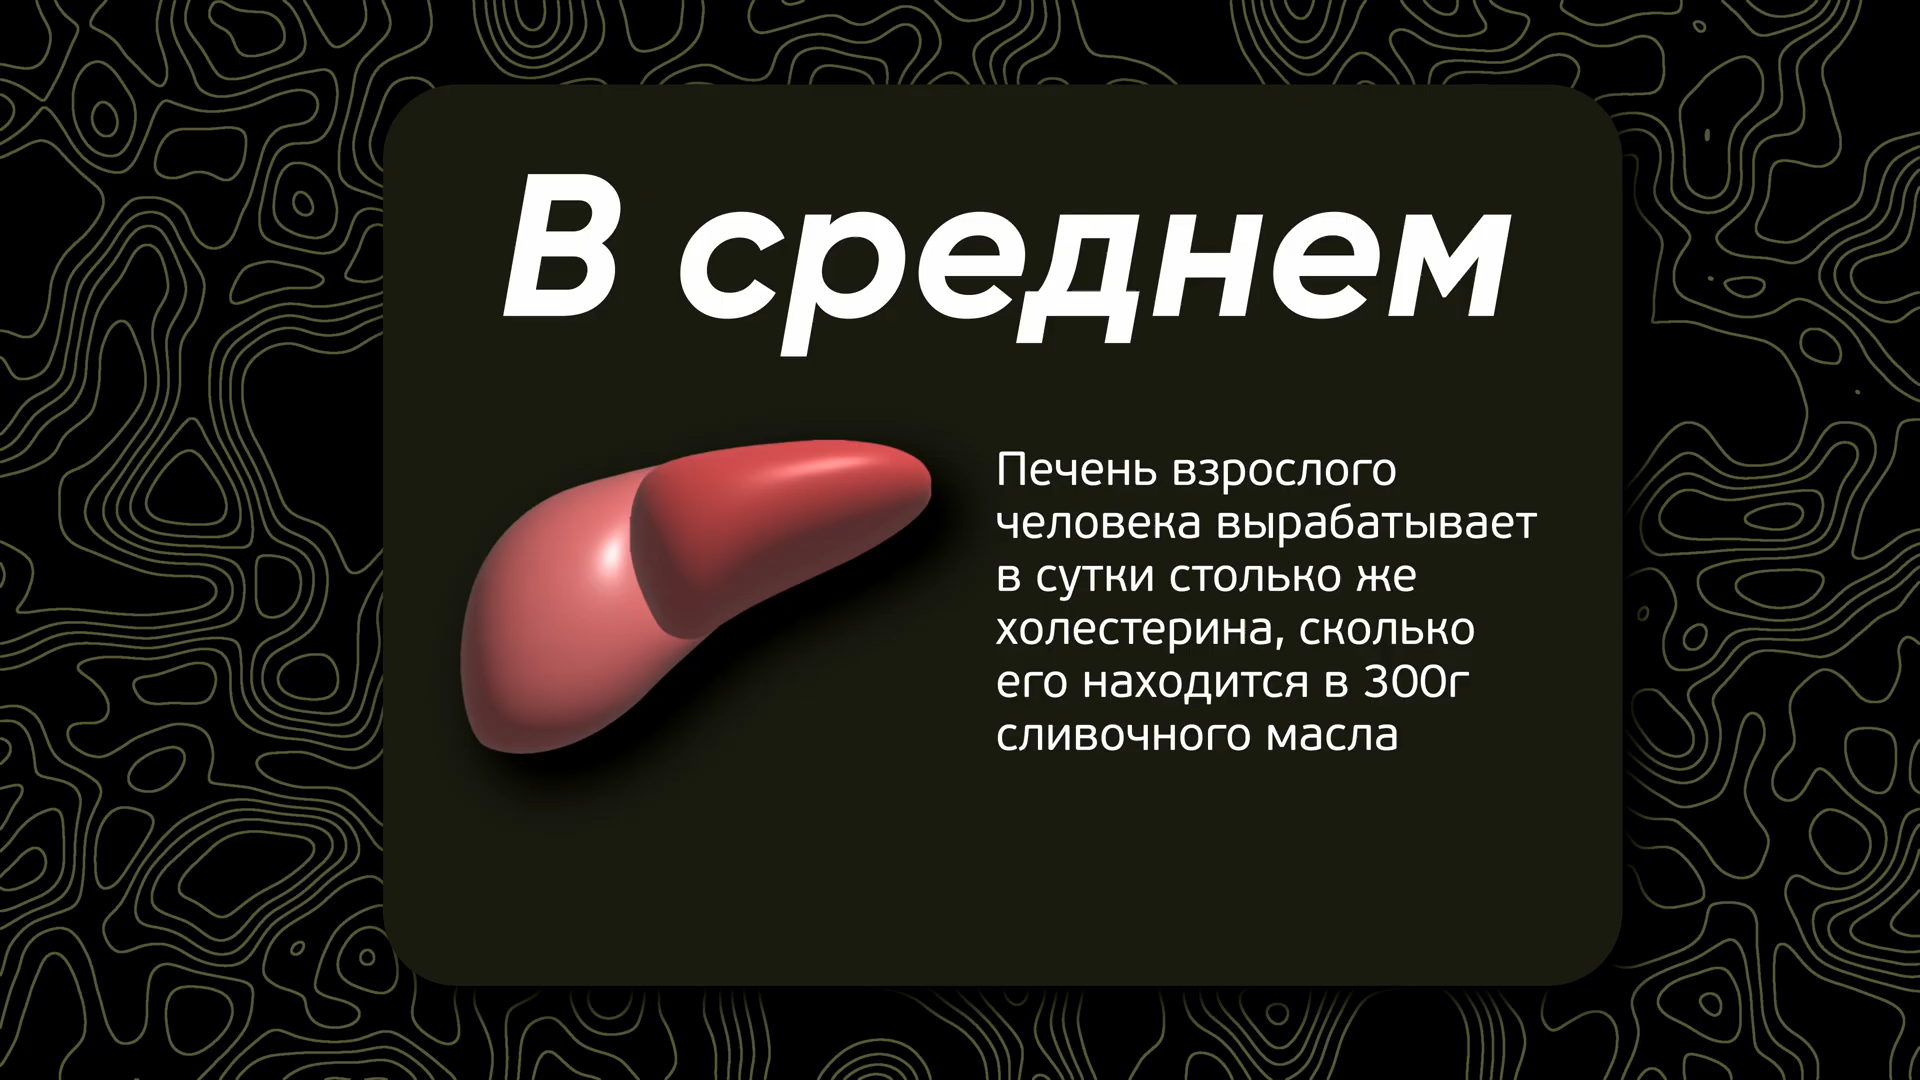 В среднем
Печень взрослого
человека вырабатывает
в сутки столько же
холестерина, сколько
его находится в 300г
сливочного масла